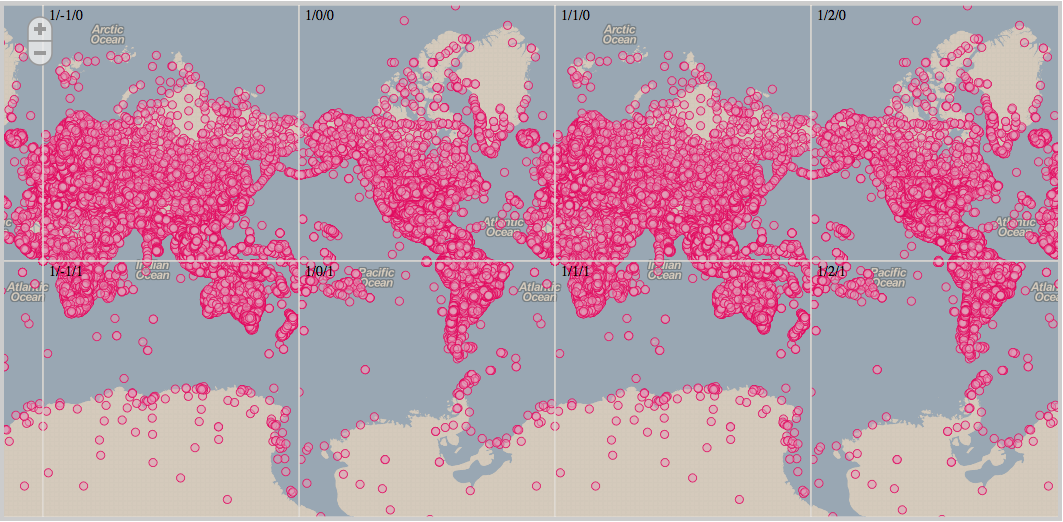 1/-1/0
1/0/0
1/1/0
1/2/0
+
−
Arctic
Ocean
Arctic
Ocean
Atlantic
Ocean
Atlantic
Ocean
1/-1/1
1/0/1
1/1/1
1/2/1
Indian
Ocean
Pacific
Ocean
Indian
Ocean
Pacific
Ocean
Atlantic
Ocean
Atlantic
Ocean